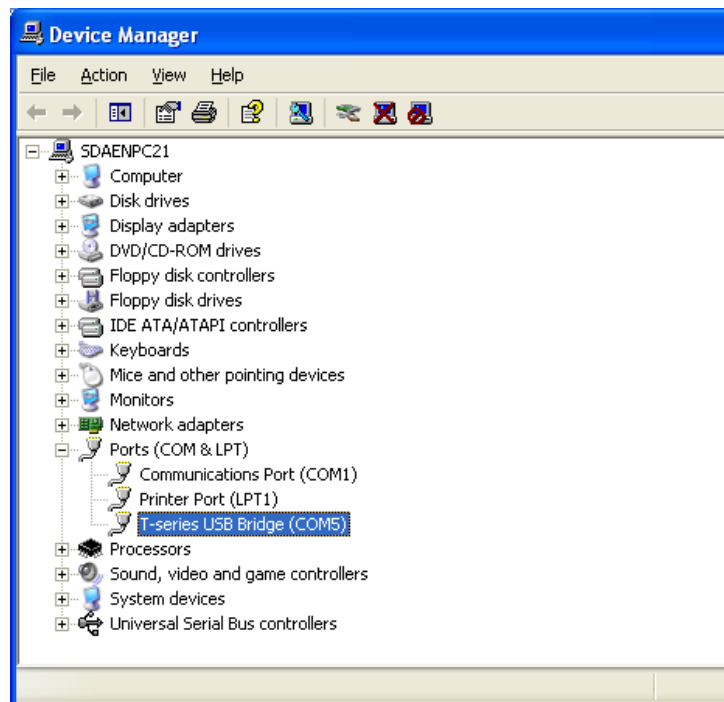 Device Manager
File Action View Help
SDAENPC21
Computer
Disk drives
Display adapters
DVD/CD-ROM drives
Floppy disk controllers
Floppy disk drives
IDE ATA/ATAPI controllers
Keyboards
Mice and other pointing devices
Monitors
Network adapters
Ports (COM & LPT)
Communications Port (COM1)
Printer Port (LPT1)
T-series USB Bridge (COM5)
Processors
Sound, video and game controllers
System devices
Universal Serial Bus controllers